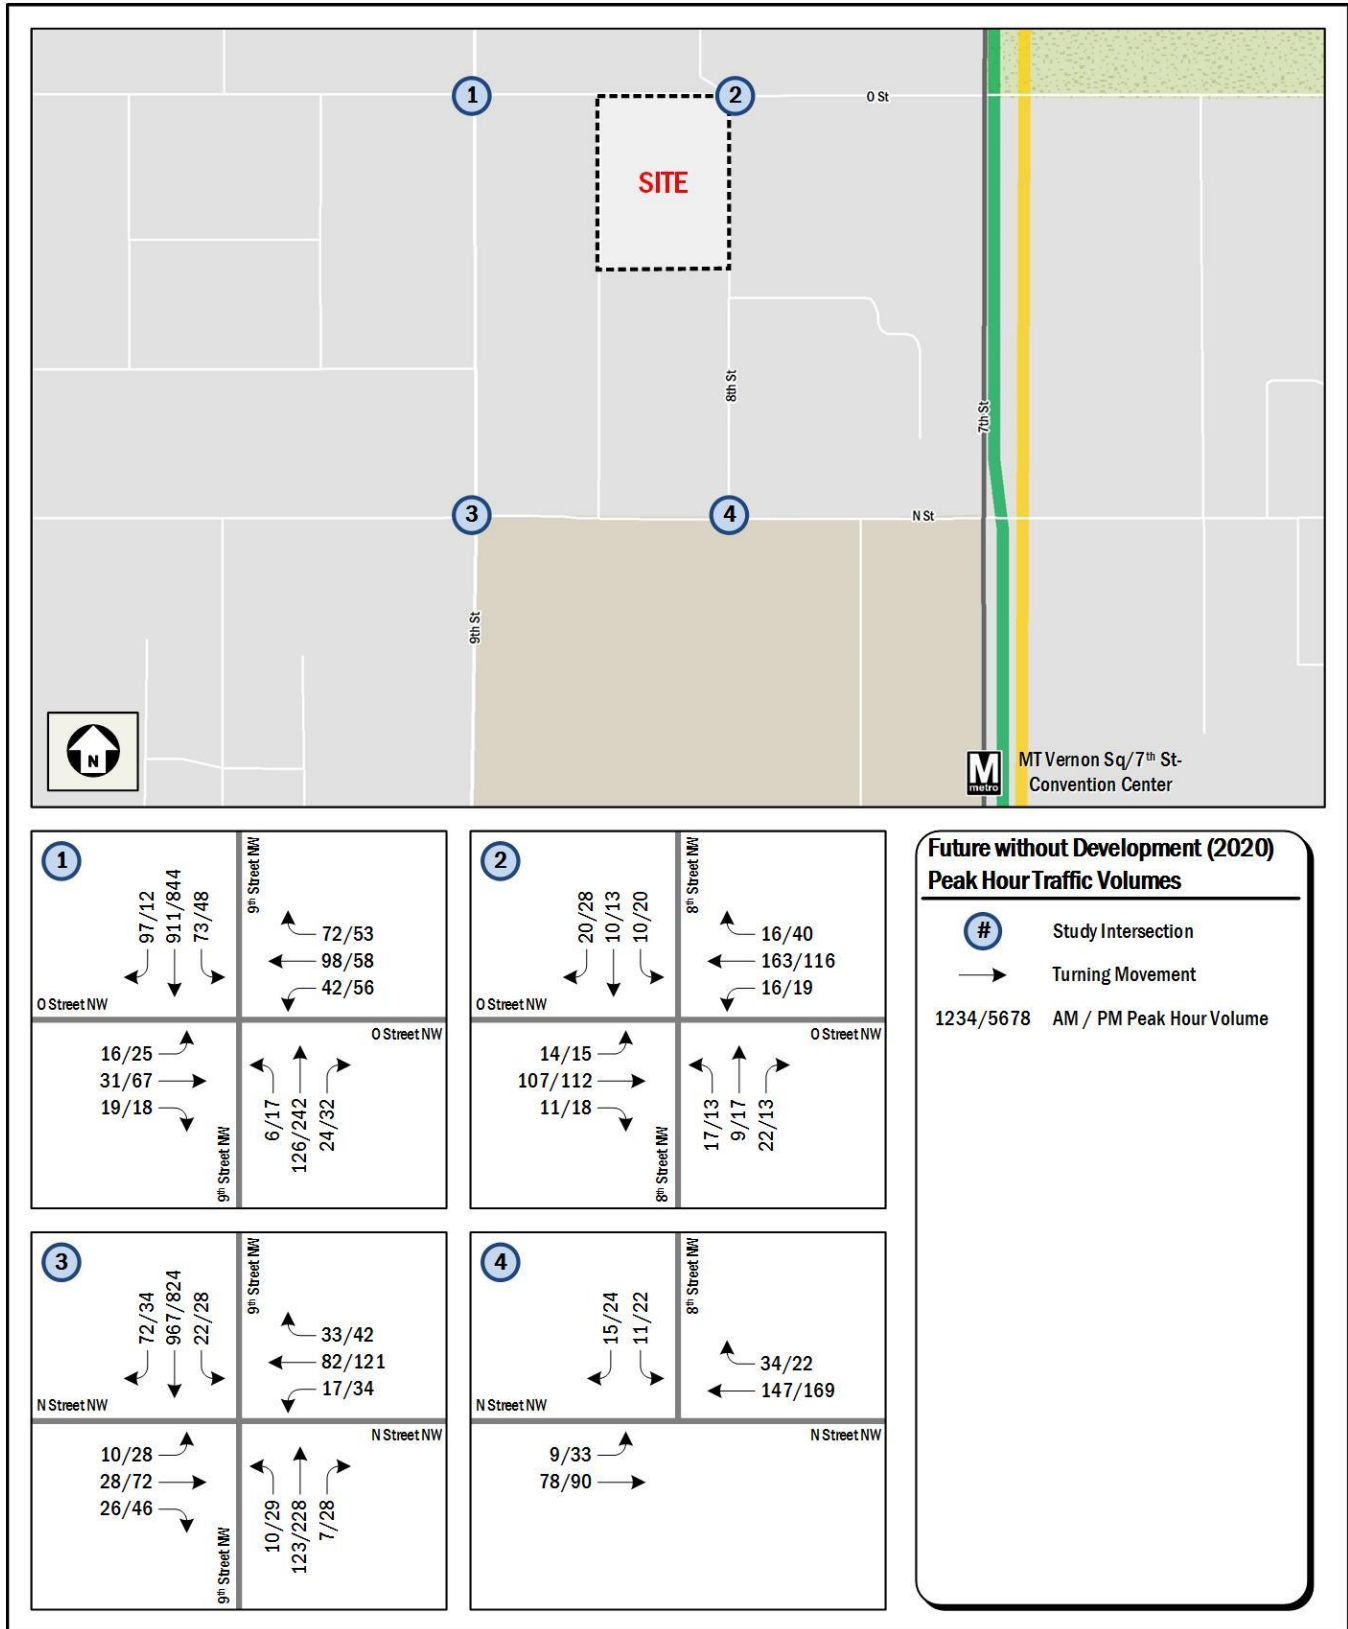 1
2
O St
SITE
8th St
7th St
3
4
N St
9th St
N
M
metro
MT Vernon Sq/7th St-
Convention Center
1
9th Street NW
97/12
911/844
73/48
72/53
98/58
42/56
O Street NW
O Street NW
16/25
31/67
19/18
6/17
126/242
24/32
9th Street NW
2
8th Street NW
20/28
10/13
10/20
16/40
163/116
16/19
O Street NW
O Street NW
14/15
107/112
11/18
17/13
9/17
22/13
8th Street NW
3
9th Street NW
72/34
967/824
22/28
33/42
82/121
17/34
N Street NW
N Street NW
10/28
28/72
26/46
10/29
123/228
7/28
9th Street NW
4
8th Street NW
15/24
11/22
34/22
147/169
N Street NW
N Street NW
9/33
78/90
Future without Development (2020)
Peak Hour Traffic Volumes
# Study Intersection
Turning Movement
1234/5678 AM / PM Peak Hour Volume